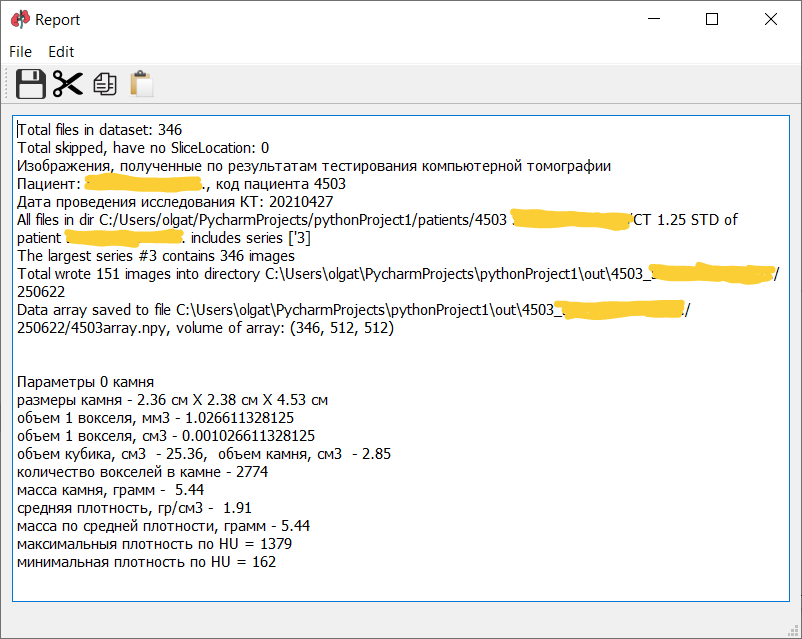 Report
File Edit
Total files in dataset: 346
Total skipped, have no SliceLocation: 0
Изображения, полученные по результатам тестирования компьютерной томографии
Пациент: ., код пациента 4503
Дата проведения исследования КТ: 20210427
All files in dir C:/Users/olgat/PycharmProjects/pythonProject1/patients/4503 /CT 1.25 STD of
patient . includes series ['3]
The largest series #3 contains 346 images
Total wrote 151 images into directory C:\Users\olgat\PycharmProjects\pythonProject1\out\4503_ /
250622
Data array saved to file C:\Users\olgat\PycharmProjects\pythonProject1\out\4503_ ./
250622/4503array.npy, volume of array: (346, 512, 512)
Параметры 0 камня
размеры камня - 2.36 см X 2.38 см X 4.53 см
объем 1 вокселя, мм3 - 1.026611328125
объем 1 вокселя, см3 - 0.001026611328125
объем кубика, см3 - 25.36, объем камня, см3 - 2.85
количество вокселей в камне - 2774
масса камня, грамм - 5.44
средняя плотность, гр/см3 - 1.91
масса по средней плотности, грамм - 5.44
максимальныя плотность по HU = 1379
минимальная плотность по HU = 162